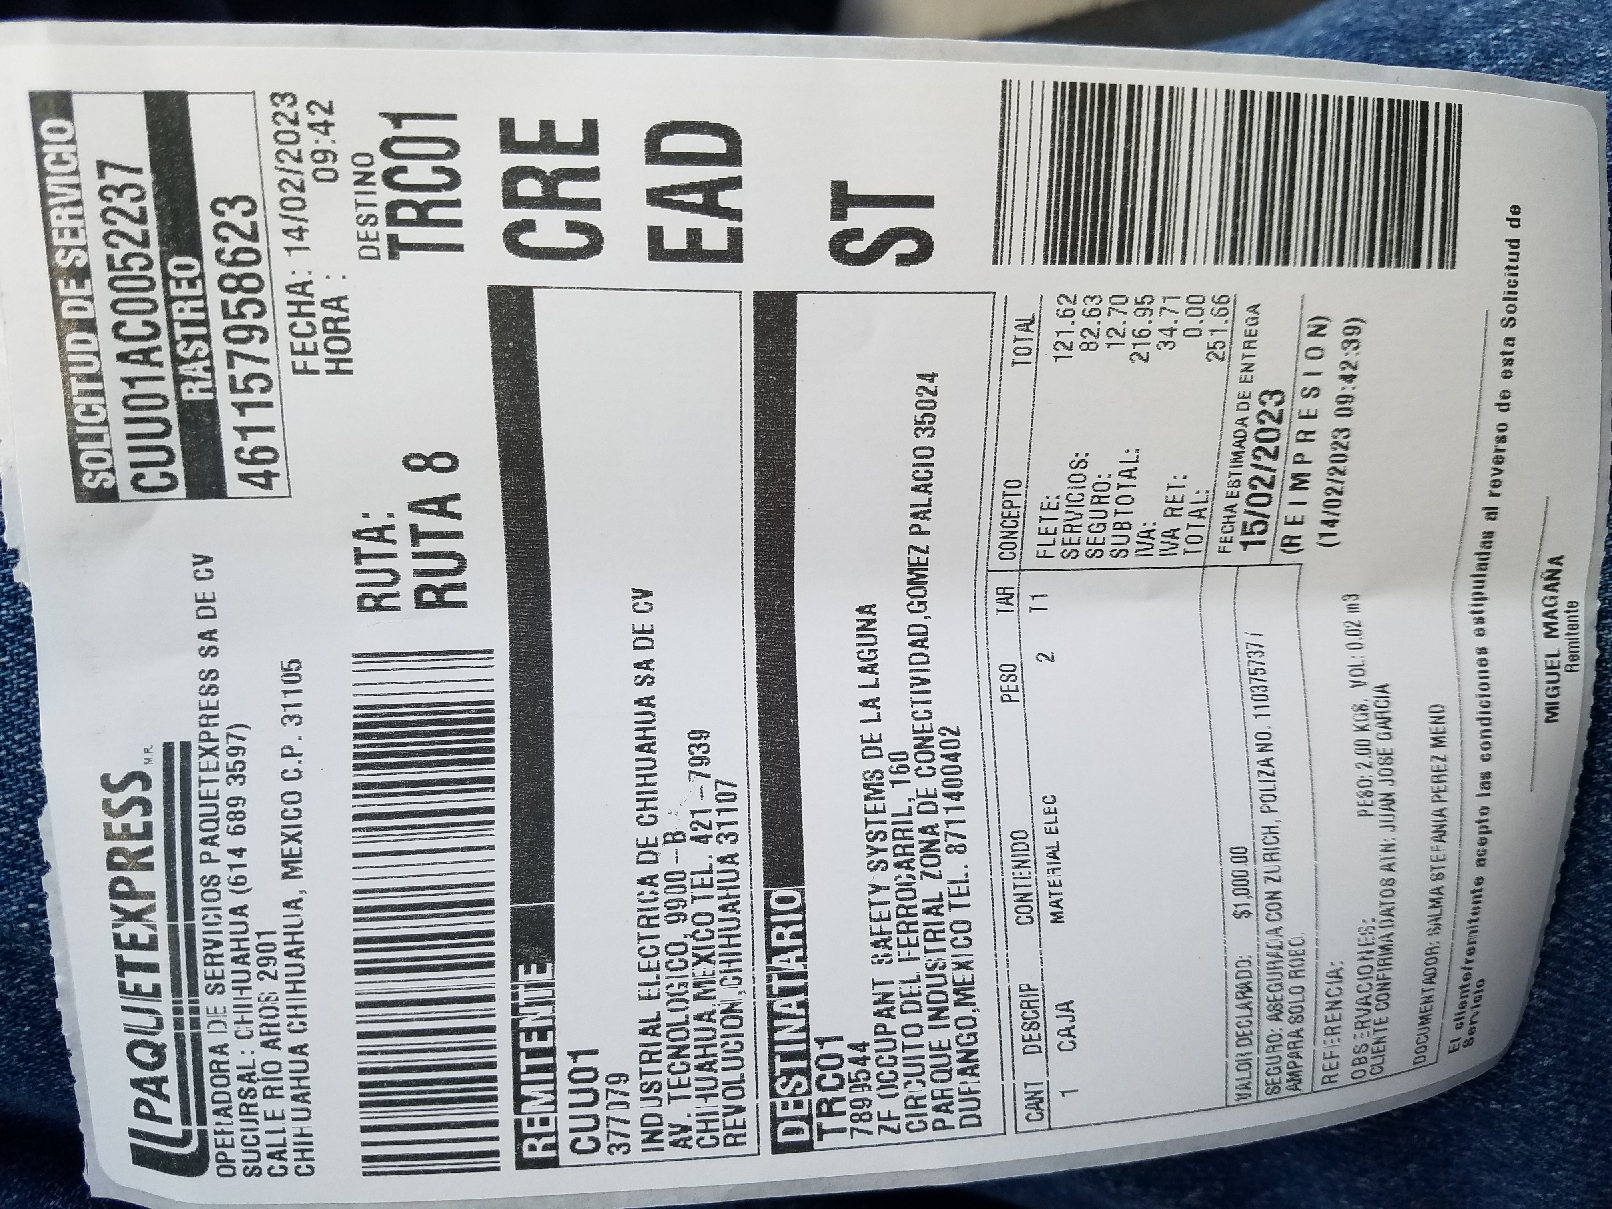 PAQUETEXPRESS M.R.
OPERADORA DE SERVICIOS PAQUETEXPRESS SA DE CV
SUCURSAL: CHIHUAHUA (614 689 3597)
CALLE RIO AROS 2901
CHIHUAHUA CHIHUAHUA, MEXICO C.P. 31105
SOLICITUD DE SERVICIO
CUU01AC0052237
RASTREO
461157958623
FECHA: 14/02/2023
HORA : 09:42
RUTA:
RUTA 8
DESTINO
TRC01
REMITENTE
CUU01
377079
INDUSTRIAL ELECTRICA DE CHIHUAHUA SA DE CV
AV. TECNOLOGICO, 9900-B
CHIHUAHUA,MEXICO TEL. 421-7939
REVOLUCION,CHIHUAHUA 31107
CRE
EAD
DESTINATARIO
TRC01
7899544
ZF OCCUPANT SAFETY SYSTEMS DE LA LAGUNA
CIRCUITO DEL FERROCARRIL, 160
PARQUE INDUSTRIAL ZONA DE CONECTIVIDAD,GOMEZ PALACIO 35024
DURANGO,MEXICO TEL.. 8711400402
ST
CANT DESCRIP CONTENIDO PESO TAR CONCEPTO TOTAL
1 CAJA MATERIAL ELEC 2 T1
FLETE: 121.62
SERVICIOS: 82.63
SEGURO: 12.70
SUBTOTAL: 216.95
IVA: 34.71
IVA RET: 0.00
TOTAL: 251.66
VALOR DECLARADO: $1,000.00
SEGURO: ASEGURADA CON ZURICH, POLIZA NO. 110375737/
AMPARA SOLO ROBO.
REFERENCIA:
OBSERVACIONES: PESO: 2.00 KGS. VOL: 0.02 m3
CLIENTE CONFIRMA DATOS ATN: JUAN JOSE GARCIA
DOCUMENTADOR: SALMA STEFANIA PEREZ MEND
FECHA ESTIMADA DE ENTREGA
15/02/2023
(REIMPRESION)
(14/02/2023 09:42:39)
El cliente/remitente acepto las condiciones estipuladas al reverso de esta Solicitud de
Servicio
MIGUEL MAGAÑA
Remitente